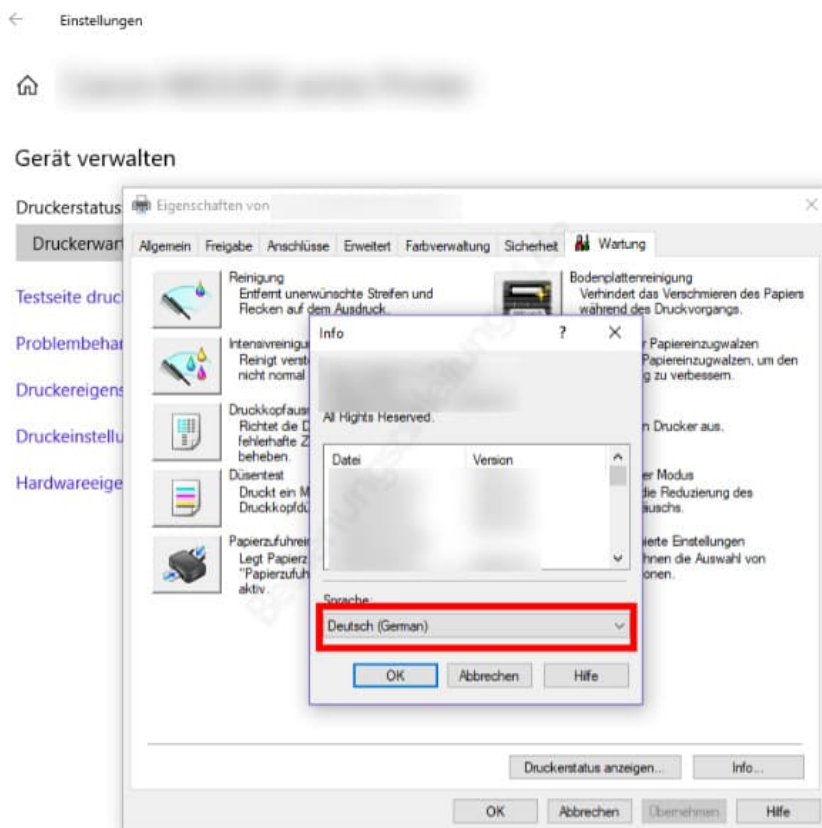 Einstellungen
Gerät verwalten
Druckerstatus
Druckerwar
Testseite druc
Problembehar
Druckereigens
Druckeinstellu
Hardwareeige
Eigenschaften von
Allgemein Freigabe Anschlüsse Erweitert Farbverwaltung Sicherheit Wartung
Reinigung
Entfernt unerwünschte Streifen und
Flecken auf dem Ausdruck.
Intensivreinigu
Reinigt verst
nicht normal
Druckkopfaus
Richtet die D
fehlerhafte Z
beheben.
Düsentest
Druckt ein M
Druckkopfdü
Papierzufuhrein
Legt Papierz
"Papierzufuh
aktiv.
Bodenplattenreinigung
Verhindert das Verschmieren des Papiers
während des Druckvorgangs.
r Papiereinzugwalzen
Papiereinzugwalzen, um den
g zu verbessern.
n Drucker aus.
er Modus
die Reduzierung des
äuschs.
ierte Einstellungen
hnen die Auswahl von
onen.
Info ?
All Rights Reserved.
Datei Version
Sprache:
Deutsch (German)
OK Abbrechen Hilfe
Druckerstatus anzeigen... Info...
OK Abbrechen Übernehmen Hilfe